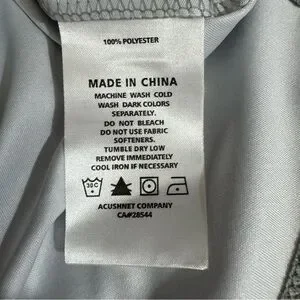 100% POLYESTER
MADE IN CHINA
MACHINE WASH COLD
WASH DARK COLORS
SEPARATELY.
DO NOT BLEACH
DO NOT USE FABRIC
SOFTENERS.
TUMBLE DRY LOW
REMOVE IMMEDIATELY
COOL IRON IF NECESSARY
30C
ACUSHNET COMPANY
CA#28544